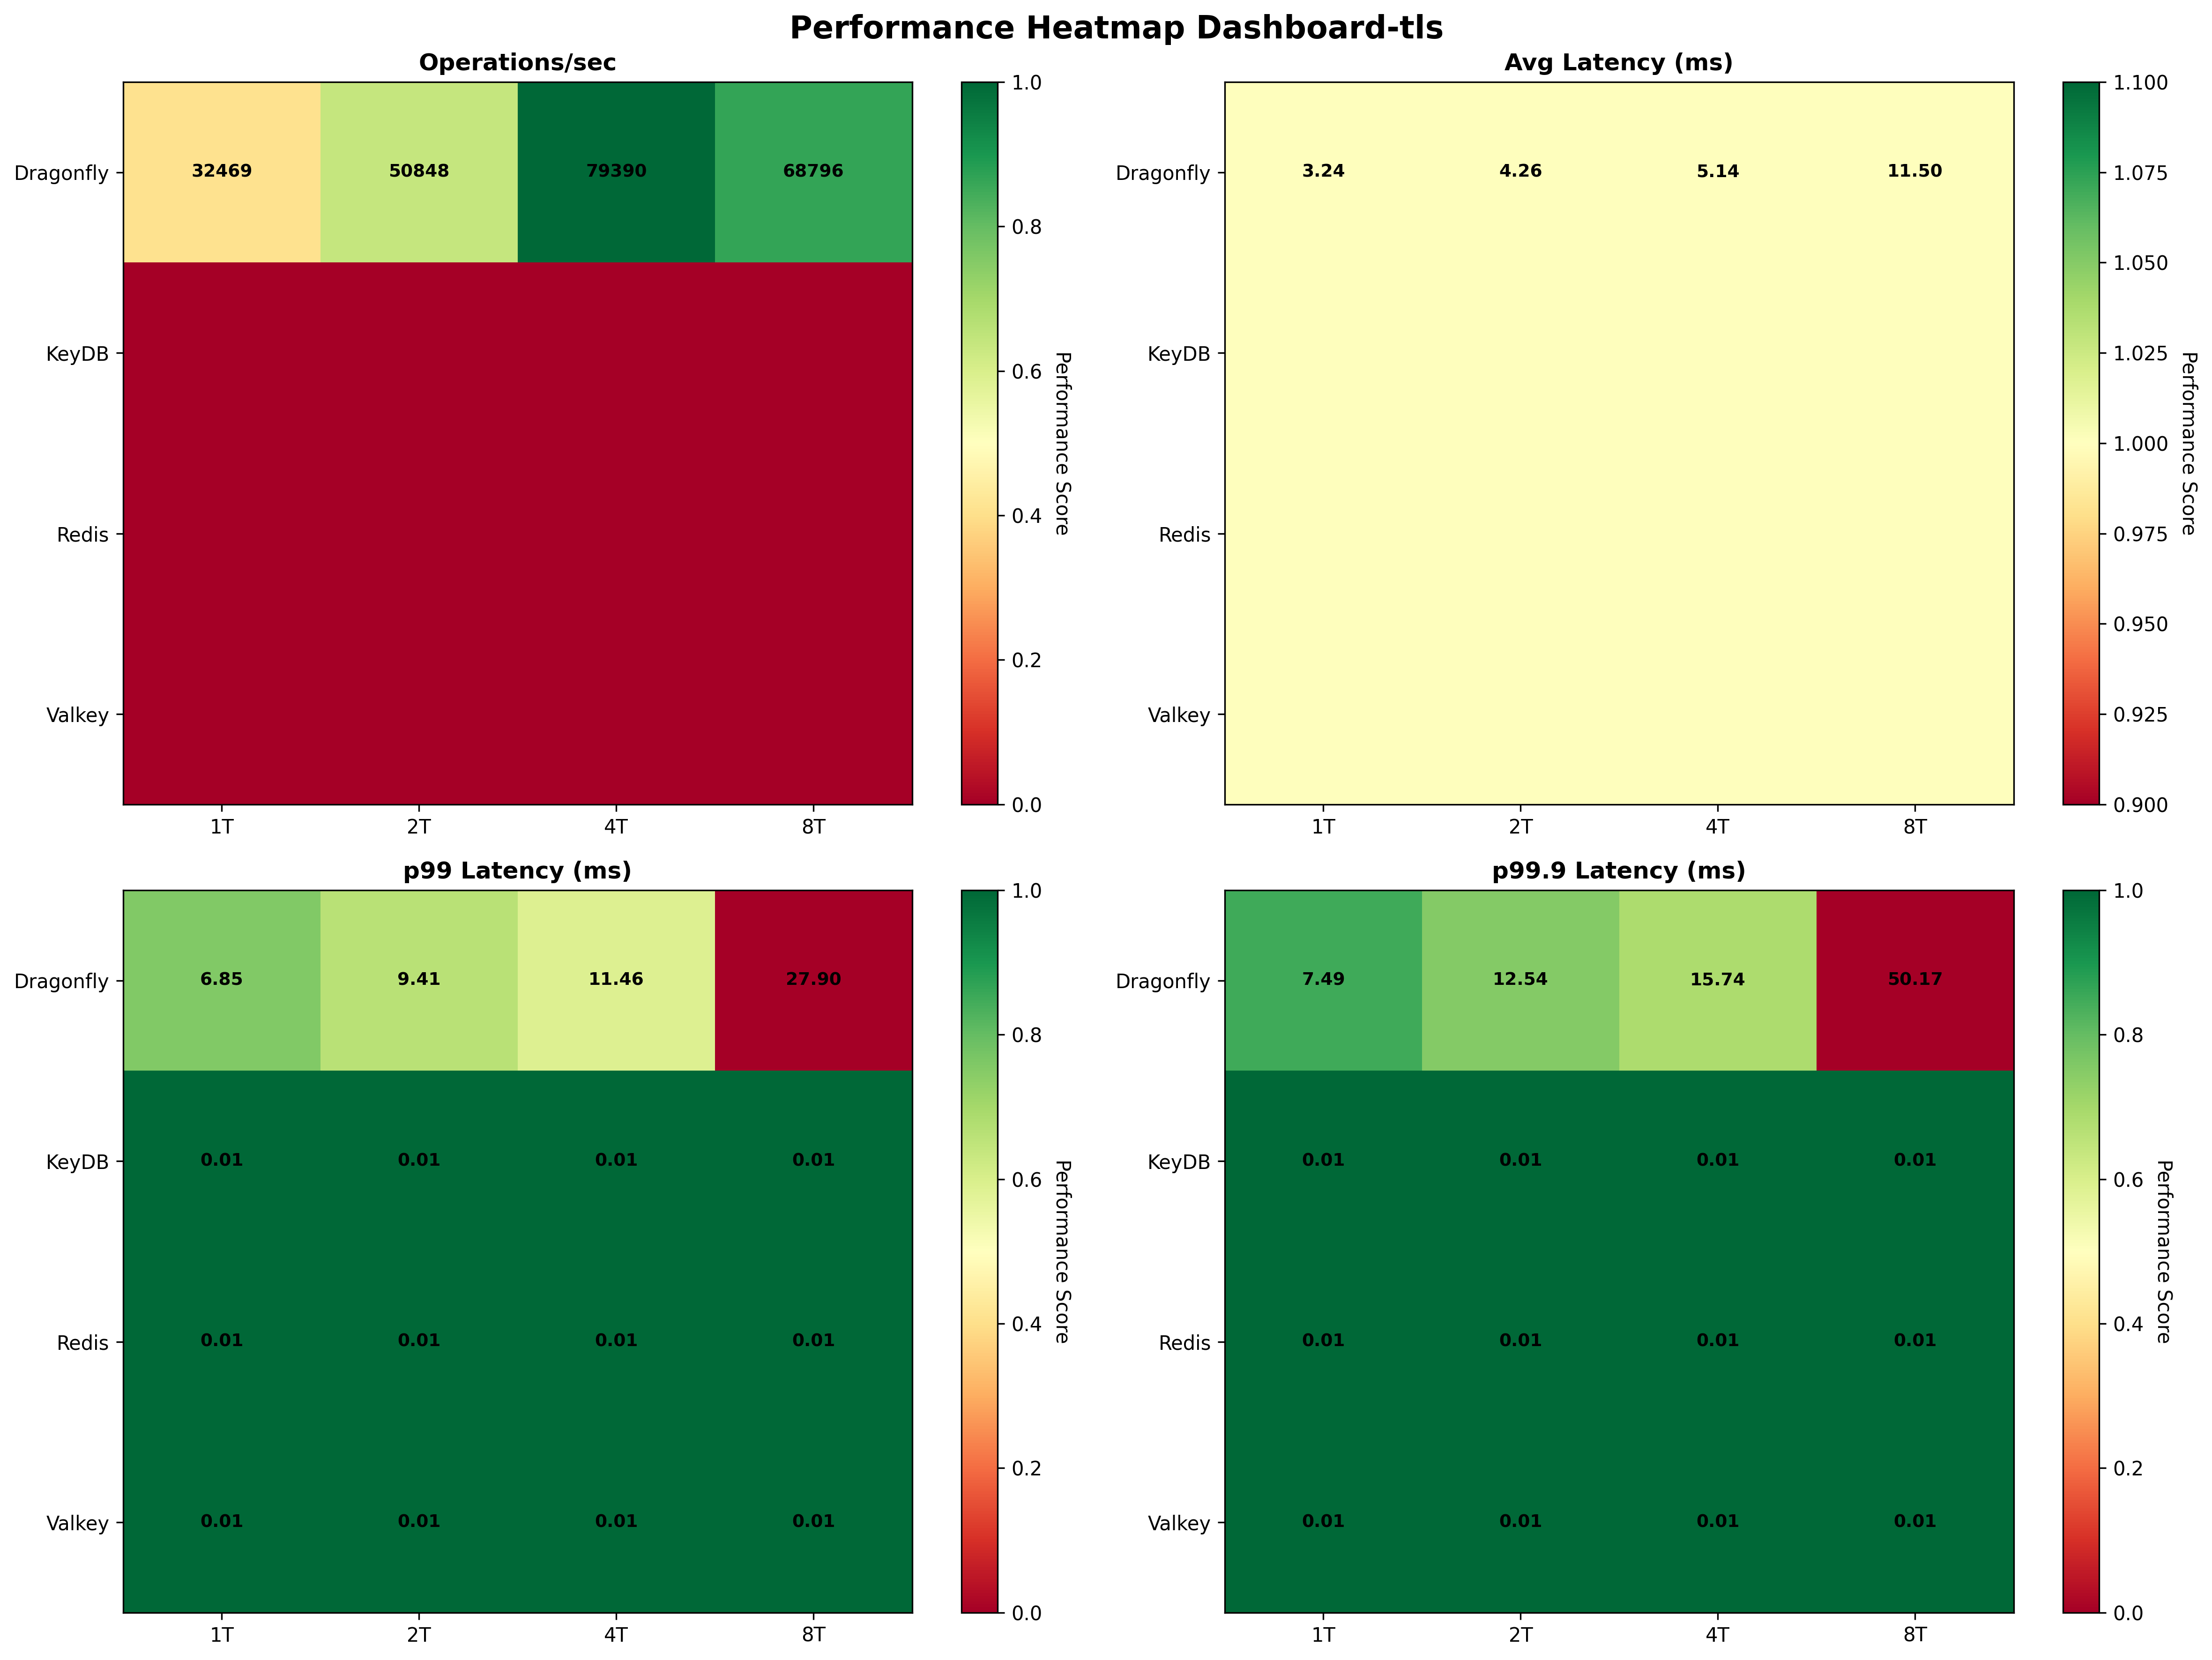 Performance Heatmap Dashboard-tls
Operations/sec
Dragonfly
32469 50848 79390 68796
KeyDB
Redis
Valkey
1T 2T 4T 8T
1.0
0.8
0.6
0.4
0.2
0.0
Performance Score
Avg Latency (ms)
Dragonfly
3.24 4.26 5.14 11.50
KeyDB
Redis
Valkey
1T 2T 4T 8T
1.100
1.075
1.050
1.025
1.000
0.975
0.950
0.925
0.900
Performance Score
p99 Latency (ms)
Dragonfly
6.85 9.41 11.46 27.90
KeyDB
0.01 0.01 0.01 0.01
Redis
0.01 0.01 0.01 0.01
Valkey
0.01 0.01 0.01 0.01
1T 2T 4T 8T
1.0
0.8
0.6
0.4
0.2
0.0
Performance Score
p99.9 Latency (ms)
Dragonfly
7.49 12.54 15.74 50.17
KeyDB
0.01 0.01 0.01 0.01
Redis
0.01 0.01 0.01 0.01
Valkey
0.01 0.01 0.01 0.01
1T 2T 4T 8T
1.0
0.8
0.6
0.4
0.2
0.0
Performance Score